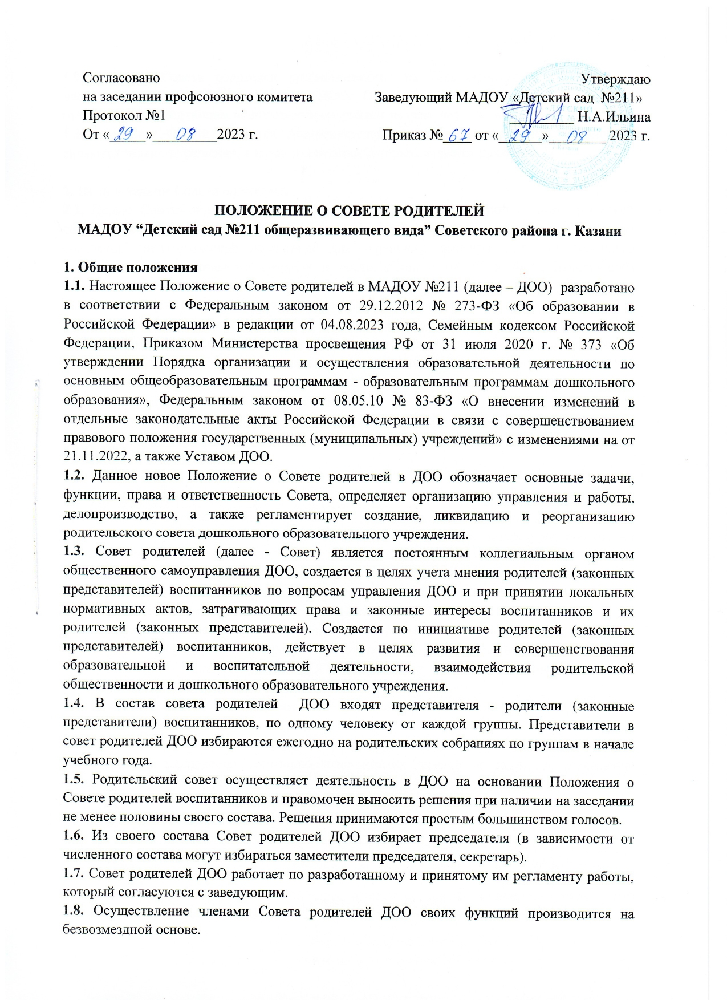 Согласовано
на заседании профсоюзного комитета
Протокол №1
От «29» 08 2023 г.
Утверждаю
Заведующий МАДОУ «Детский сад №211»
Н.А.Ильина
Приказ № 67 от «29» 08 2023 г.
ПОЛОЖЕНИЕ О СОВЕТЕ РОДИТЕЛЕЙ
МАДОУ “Детский сад №211 общеразвивающего вида” Советского района г. Казани
1. Общие положения
1.1. Настоящее Положение о Совете родителей в МАДОУ №211 (далее – ДОО) разработано
в соответствии с Федеральным законом от 29.12.2012 № 273-ФЗ «Об образовании в
Российской Федерации» в редакции от 04.08.2023 года, Семейным кодексом Российской
Федерации, Приказом Министерства просвещения РФ от 31 июля 2020 г. № 373 «Об
утверждении Порядка организации и осуществления образовательной деятельности по
основным общеобразовательным программам - образовательным программам дошкольного
образования», Федеральным законом от 08.05.10 № 83-ФЗ «О внесении изменений в
отдельные законодательные акты Российской Федерации в связи с совершенствованием
правового положения государственных (муниципальных) учреждений» с изменениями на от
21.11.2022, а также Уставом ДОО.
1.2. Данное новое Положение о Совете родителей в ДОО обозначает основные задачи,
функции, права и ответственность Совета, определяет организацию управления и работы,
делопроизводство, а также регламентирует создание, ликвидацию и реорганизацию
родительского совета дошкольного образовательного учреждения.
1.3. Совет родителей (далее - Совет) является постоянным коллегиальным органом
общественного самоуправления ДОО, создается в целях учета мнения родителей (законных
представителей) воспитанников по вопросам управления ДОО и при принятии локальных
нормативных актов, затрагивающих права и законные интересы воспитанников и их
родителей (законных представителей). Создается по инициативе родителей (законных
представителей) воспитанников, действует в целях развития и совершенствования
образовательной и воспитательной деятельности, взаимодействия родительской
общественности и дошкольного образовательного учреждения.
1.4. В состав совета родителей ДОО входят представителя - родители (законные
представители) воспитанников, по одному человеку от каждой группы. Представители в
совет родителей ДОО избираются ежегодно на родительских собраниях по группам в начале
учебного года.
1.5. Родительский совет осуществляет деятельность в ДОО на основании Положения о
Совете родителей воспитанников и правомочен выносить решения при наличии на заседании
не менее половины своего состава. Решения принимаются простым большинством голосов.
1.6. Из своего состава Совет родителей ДОО избирает председателя (в зависимости от
численного состава могут избираться заместители председателя, секретарь).
1.7. Совет родителей ДОО работает по разработанному и принятому им регламенту работы,
который согласуются с заведующим.
1.8. Осуществление членами Совета родителей ДОО своих функций производится на
безвозмездной основе.